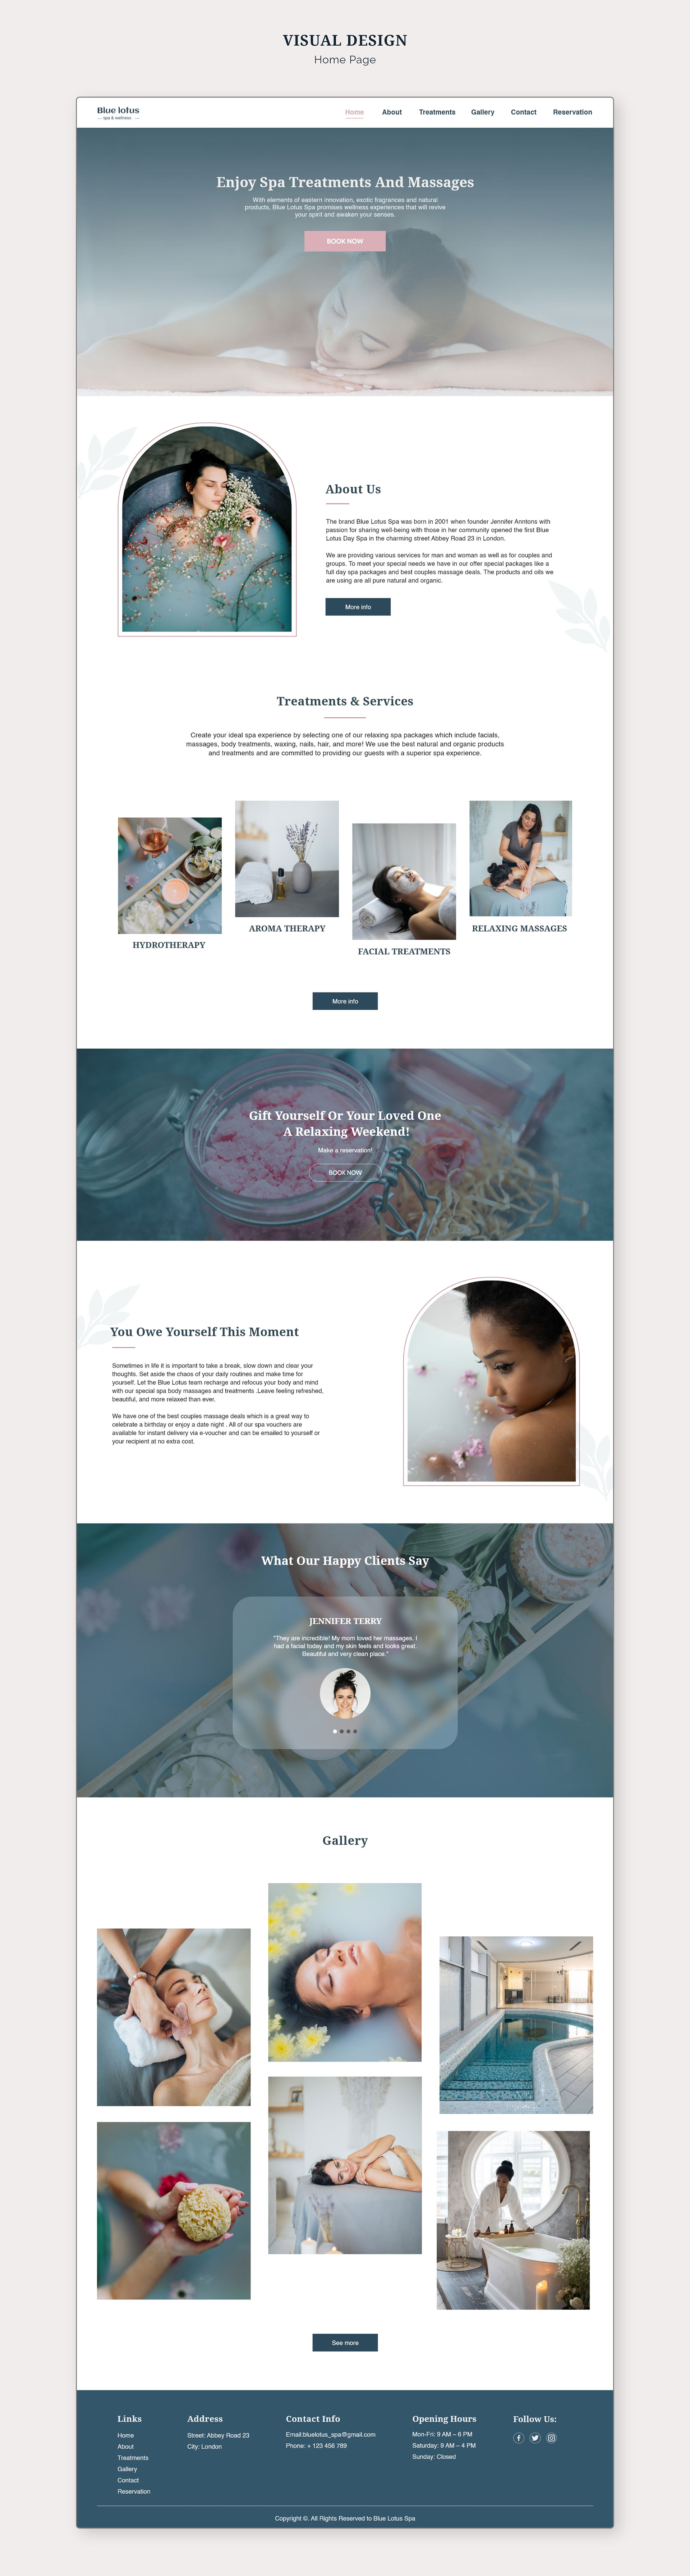 VISUAL DESIGN
Home Page
Blue lotus
spa & wellness
Home
About
Treatments
Gallery
Contact
Reservation
Enjoy Spa Treatments And Massages
With elements of eastern innovation, exotic fragrances and natural
products, Blue Lotus Spa promises wellness experiences that will revive
your spirit and awaken your senses.
BOOK NOW
About Us
The brand Blue Lotus Spa was born in 2001 when founder Jennifer Anntons with
passion for sharing well-being with those in her community opened the first Blue
Lotus Day Spa in the charming street Abbey Road 23 in London.
We are providing various services for man and woman as well as for couples and
groups. To meet your special needs we have in our offer special packages like a
full day spa packages and best couples massage deals. The products and oils we
are using are all pure natural and organic.
More info
Treatments & Services
Create your ideal spa experience by selecting one of our relaxing spa packages which include facials,
massages, body treatments, waxing, nails, hair, and more! We use the best natural and organic products
and treatments and are committed to providing our guests with a superior spa experience.
HYDROTHERAPY
AROMA THERAPY
FACIAL TREATMENTS
RELAXING MASSAGES
More info
Gift Yourself Or Your Loved One
A Relaxing Weekend!
Make a reservation!
BOOK NOW
You Owe Yourself This Moment
Sometimes in life it is important to take a break, slow down and clear your
thoughts. Set aside the chaos of your daily routines and make time for
yourself. Let the Blue Lotus team recharge and refocus your body and mind
with our special spa body massages and treatments .Leave feeling refreshed,
beautiful, and more relaxed than ever.
We have one of the best couples massage deals which is a great way to
celebrate a birthday or enjoy a date night . All of our spa vouchers are
available for instant delivery via e-voucher and can be emailed to yourself or
your recipient at no extra cost.
What Our Happy Clients Say
JENNIFER TERRY
"They are incredible! My mom loved her massages. I
had a facial today and my skin feels and looks great.
Beautiful and very clean place."
Gallery
See more
Links
Home
About
Treatments
Gallery
Contact
Reservation
Address
Street: Abbey Road 23
City: London
Contact Info
Email:bluelotus_spa@gmail.com
Phone: + 123 456 789
Opening Hours
Mon-Fri: 9 AM – 6 PM
Saturday: 9 AM – 4 PM
Sunday: Closed
Follow Us:
Copyright ©. All Rights Reserved to Blue Lotus Spa